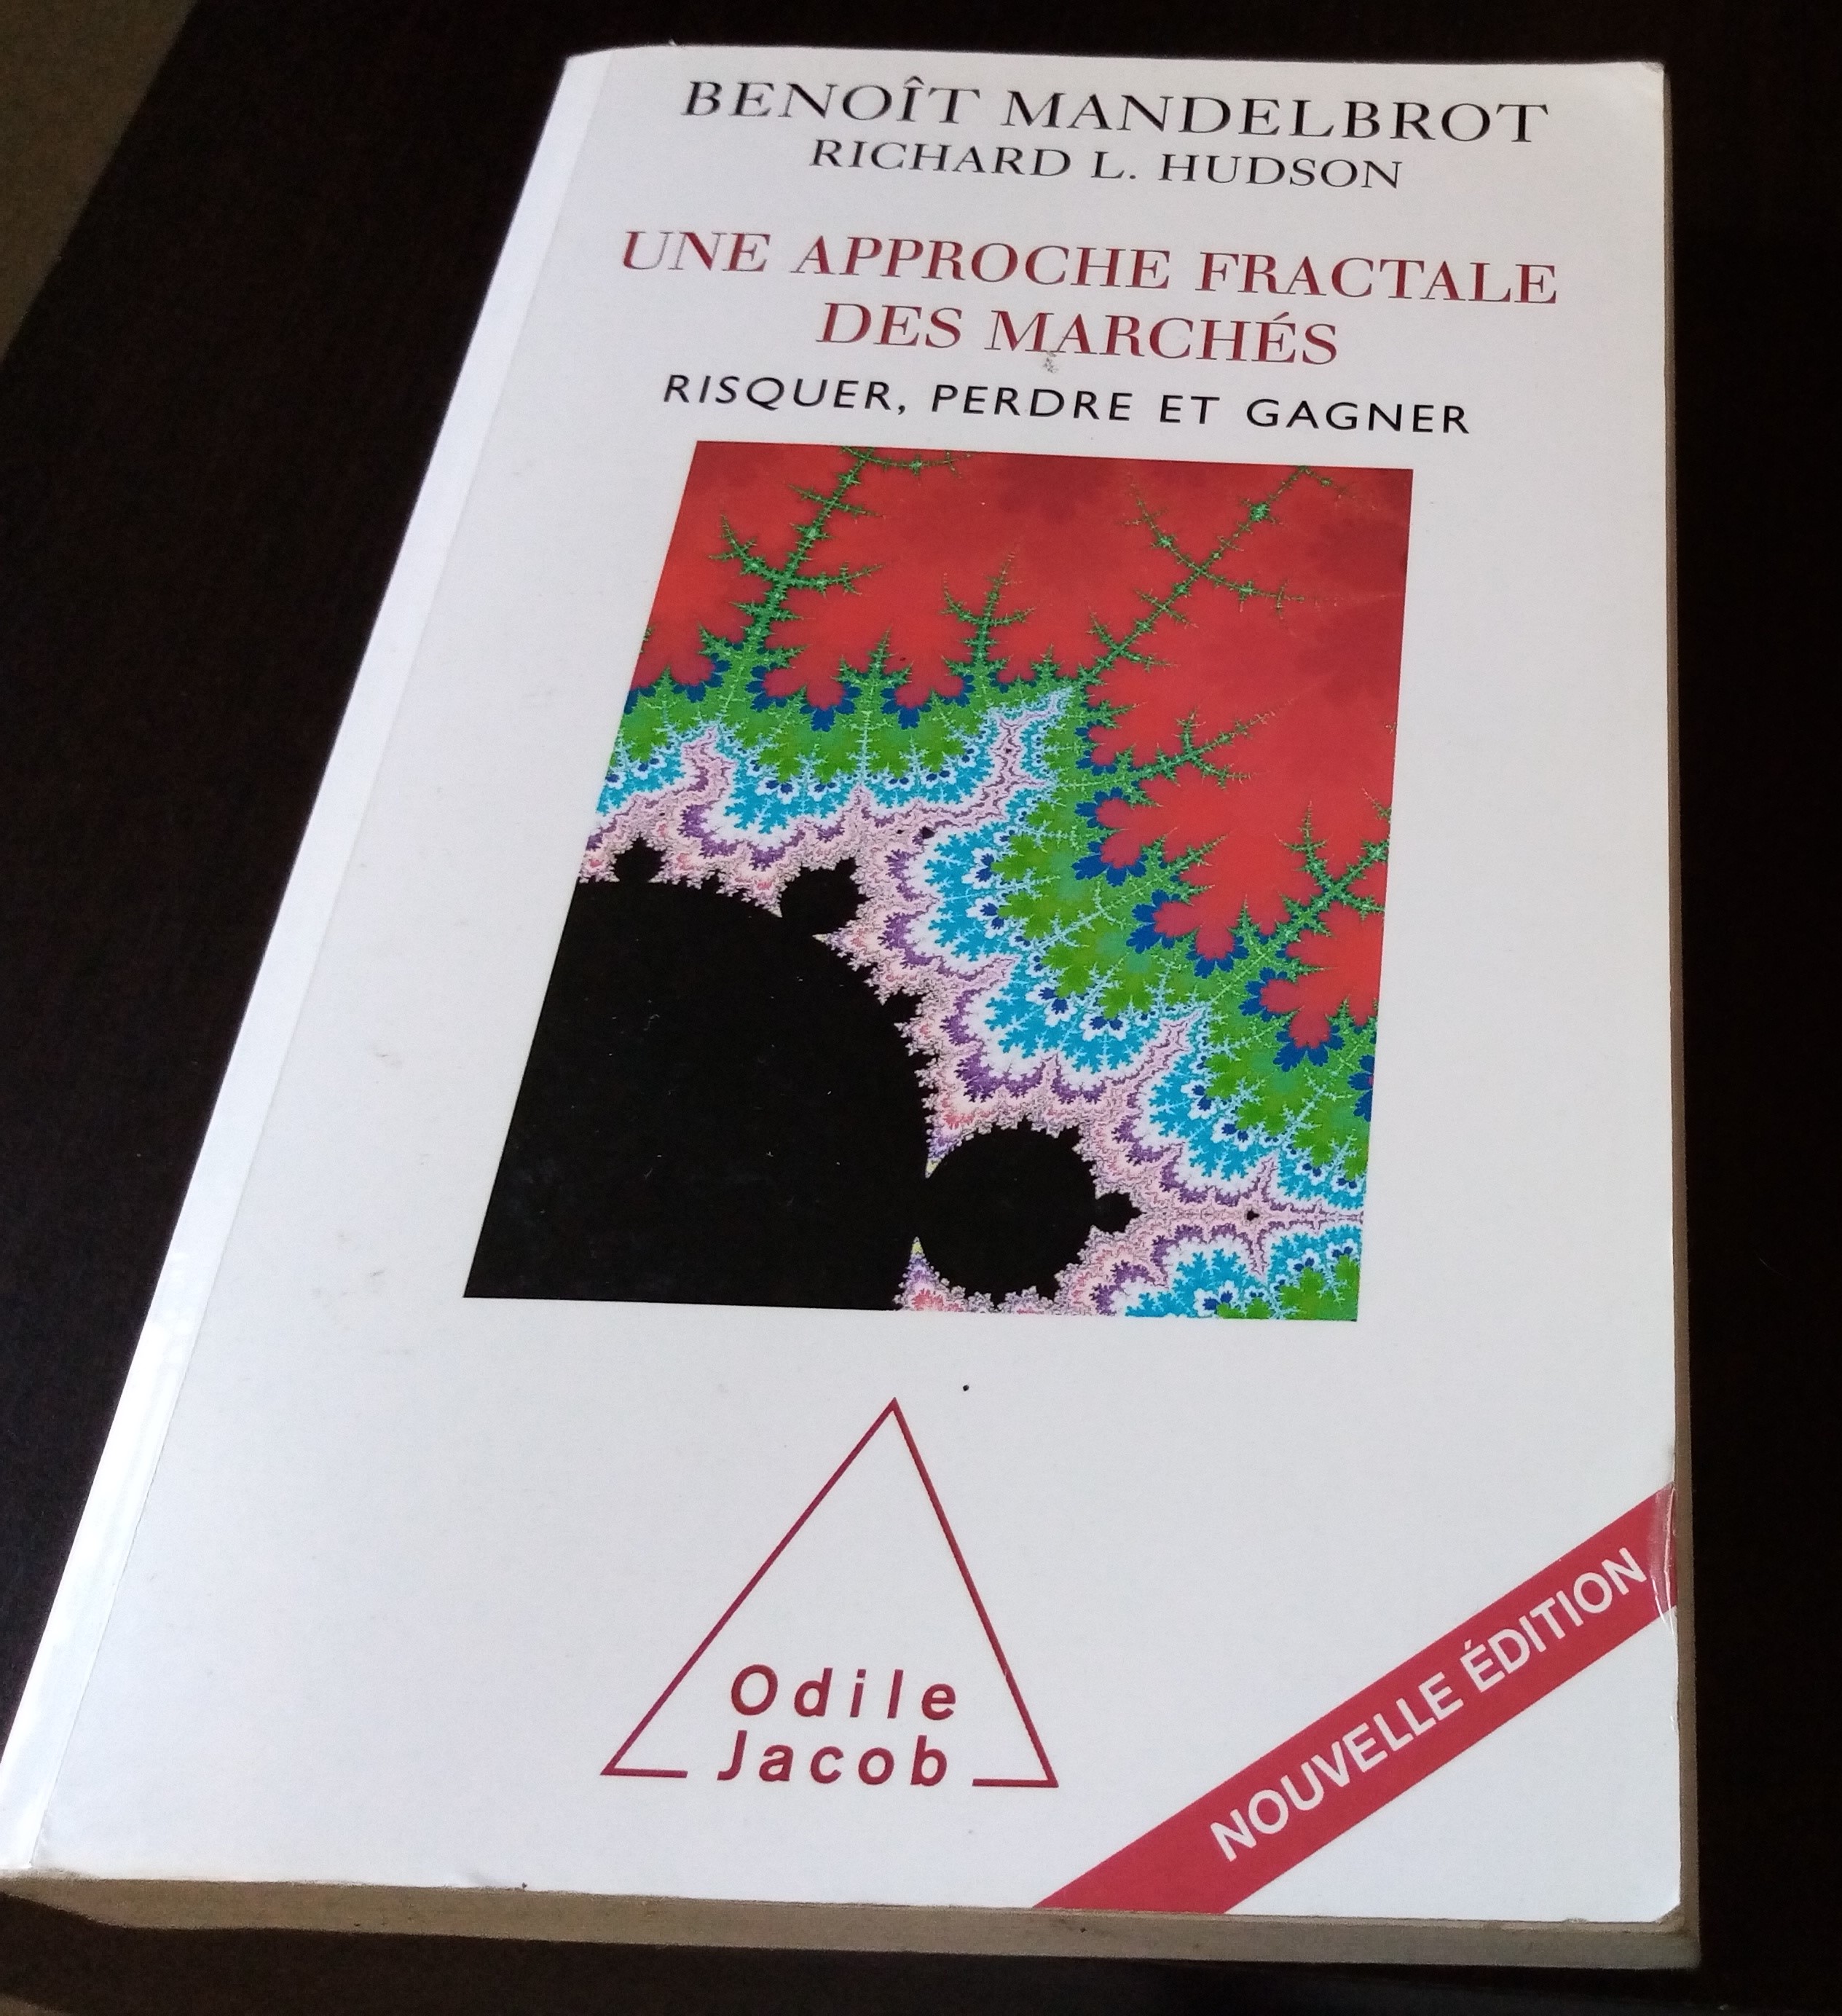 BENOÎT MANDELBROT
RICHARD L. HUDSON
UNE APPROCHE FRACTALE
DES MARCHÉS
RISQUER, PERDRE ET GAGNER
Odile
Jacob
NOUVELLE ÉDITION